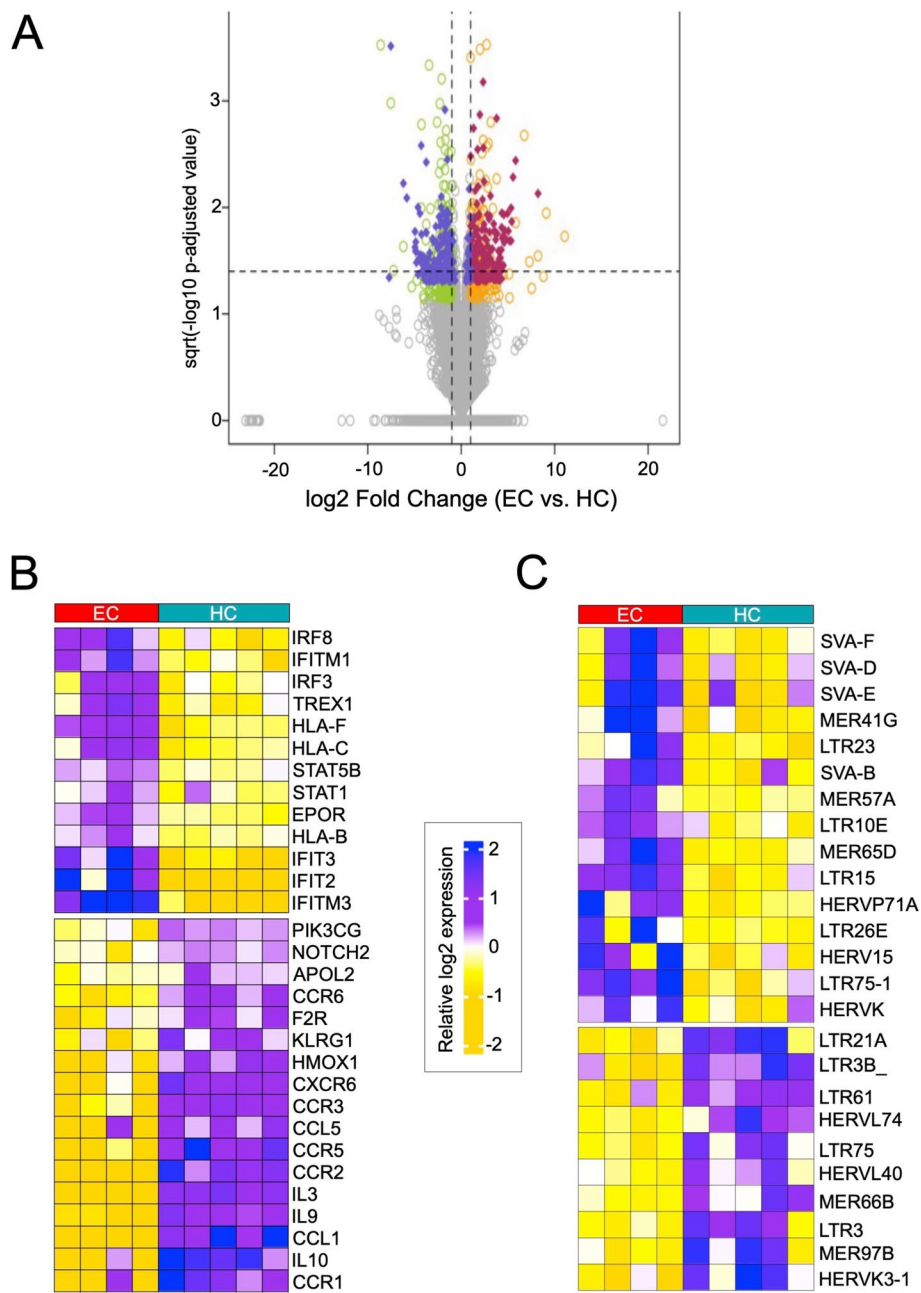 A
sqrt(-log10 p-adjusted value)
3
2
1
0
-20
-10
0
10
20
log2 Fold Change (EC vs. HC)
B
EC
HC
IRF8
IFITM1
IRF3
TREX1
HLA-F
HLA-C
STAT5B
STAT1
EPOR
HLA-B
IFIT3
IFIT2
IFITM3
PIK3CG
NOTCH2
APOL2
CCR6
F2R
KLRG1
HMOX1
CXCR6
CCR3
CCL5
CCR5
CCR2
IL3
IL9
CCL1
IL10
CCR1
Relative log2 expression
2
1
0
-1
-2
C
EC
HC
SVA-F
SVA-D
SVA-E
MER41G
LTR23
SVA-B
MER57A
LTR10E
MER65D
LTR15
HERVP71A
LTR26E
HERV15
LTR75-1
HERVK
LTR21A
LTR3B_
LTR61
HERVL74
LTR75
HERVL40
MER66B
LTR3
MER97B
HERVK3-1